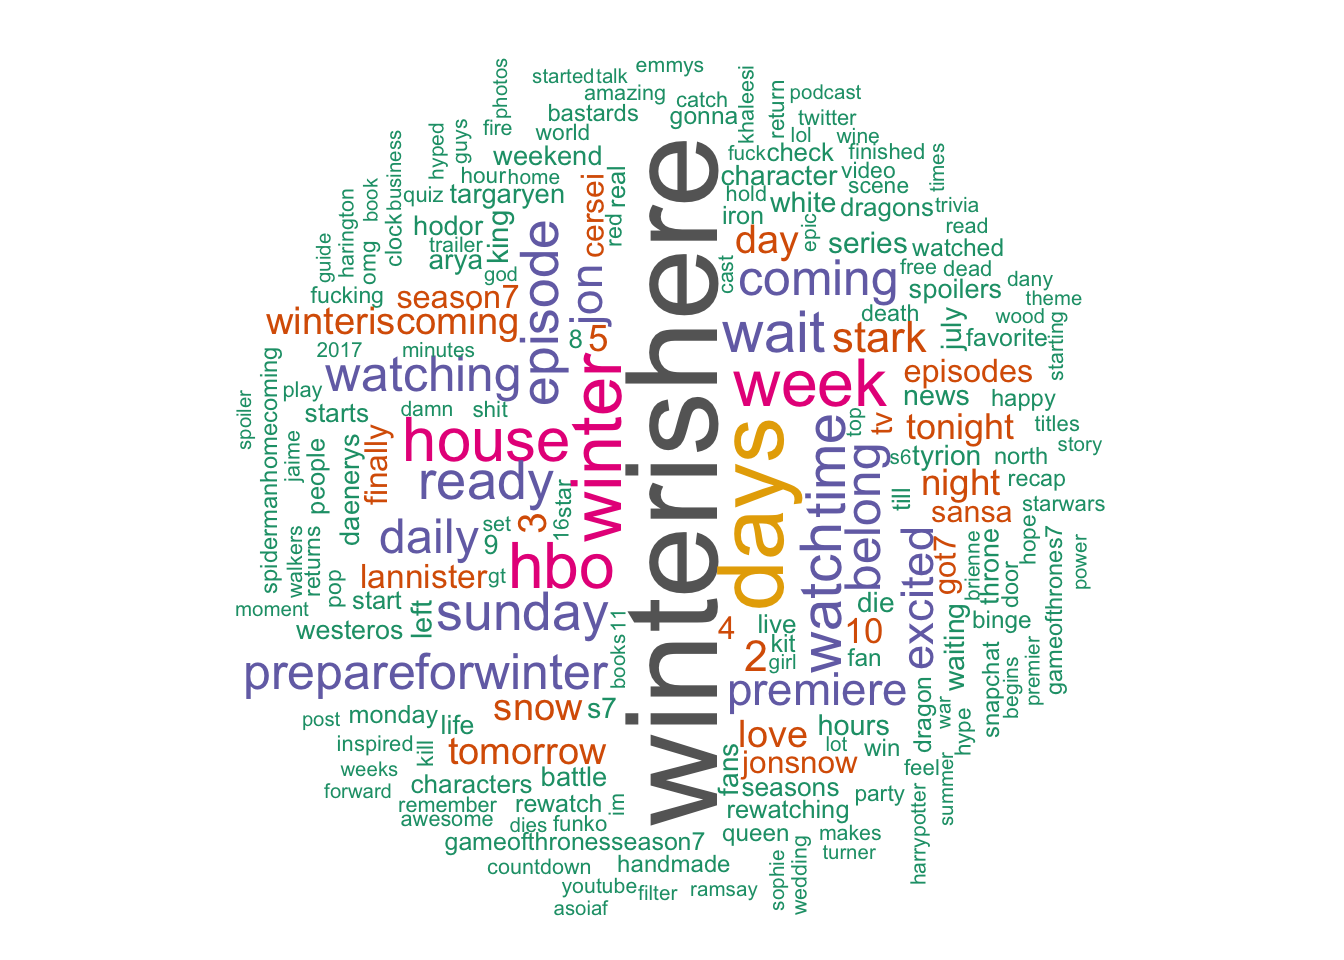 emmys
started
talk
photos
amazing
catch
khaleesi
return
podcast
bastards
gonna
twitter
fire
world
lol
wine
guys
hyped
weekend
fuck
check
finished
times
business
hour
home
character
video
scene
book
quiz
targaryen
real
hold
white
dragons
trivia
harington
clock
hodor
king
cersei
red
iron
epic
read
guide
omg
trailer
arya
god
episode
jon
winterishere
cast
day
series
watched
coming
free
dead
dany
fucking
season7
spoilers
theme
winteriscoming
8
5
wait
death
stark
july
wood
favorite
starting
2017
minutes
watching
week
episodes
play
news
happy
spoiler
spidermanhomecoming
starts
damn
shit
winter
days
watchtime
top
tv
tonight
titles
jaime
people
daenerys
finally
house
belong
s6
tyrion
north
story
ready
16
star
till
night
recap
walkers
returns
set
3
sansa
starwars
daily
9
hope
gameofthrones7
power
pop
lannister
gt
hbo
excited
got7
brienne
throne
door
moment
start
left
sunday
die
westeros
books
11
4
live
10
waiting
binge
kit
2
girl
fan
prepareforwinter
premiere
snapchat
begins
premier
post
monday
life
snow
s7
love
hours
dragon
war
hype
inspired
kill
tomorrow
fans
lot
win
jonsnow
feel
weeks
forward
characters
battle
seasons
party
summer
harrypotter
remember
rewatch
im
rewatching
awesome
dies
funko
queen
makes
gameofthronesseason7
turner
countdown
handmade
sophie
wedding
youtube
filter
ramsay
asoiaf